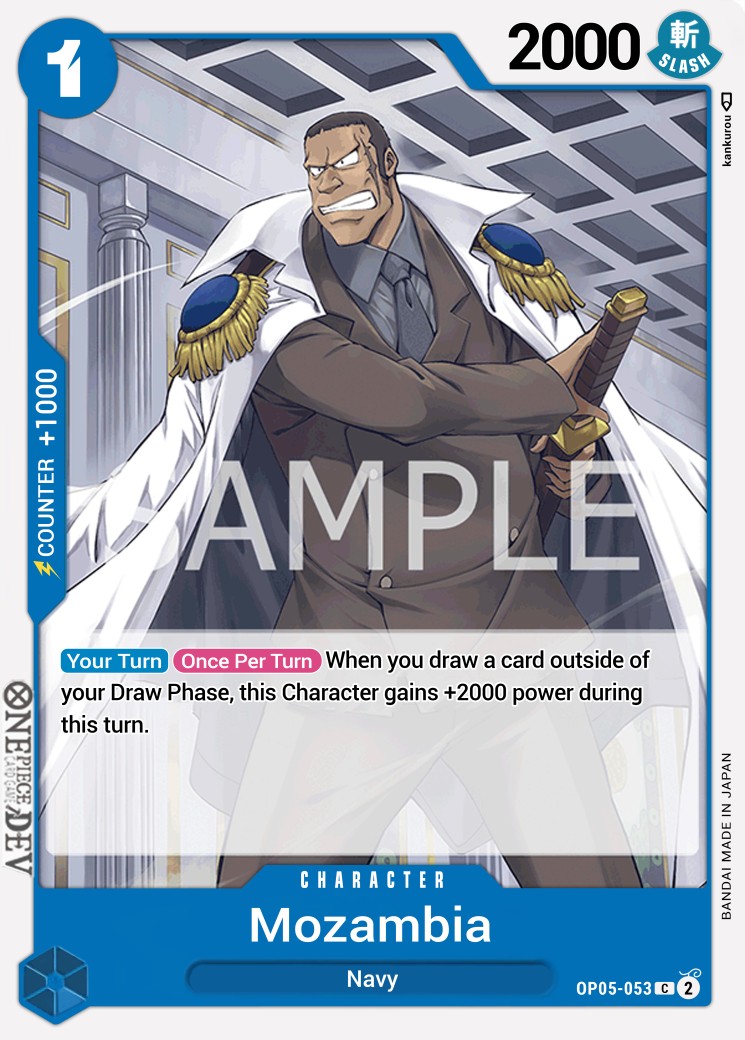 1
2000
斬
SLASH
kankurou
COUNTER +1000
SAMPLE
Your Turn Once Per Turn When you draw a card outside of
your Draw Phase, this Character gains +2000 power during
this turn.
ONE PIECE
CARD GAME
DEV
BANDAI MADE IN JAPAN
CHARACTER
Mozambia
Navy
OP05-053 C 2